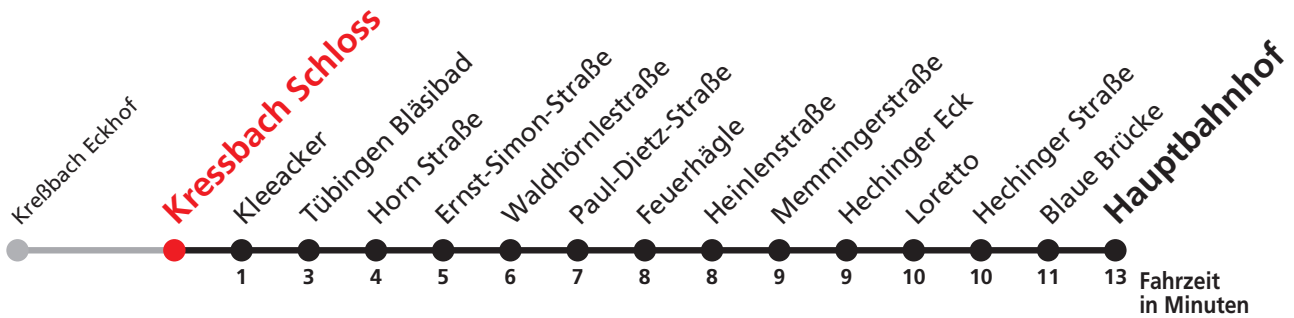 Kreßbach Eckhof
Kressbach Schloss
Kleeacker
Tübingen Bläsibad
Horn Straße
Ernst-Simon-Straße
Waldhörnlestraße
Paul-Dietz-Straße
Feuerhägle
Heinlenstraße
Memmingerstraße
Hechinger Eck
Loretto
Hechinger Straße
Blaue Brücke
Hauptbahnhof
1 3 4 5 6 7 8 8 9 9 10 10 11 13
Fahrzeit
in Minuten